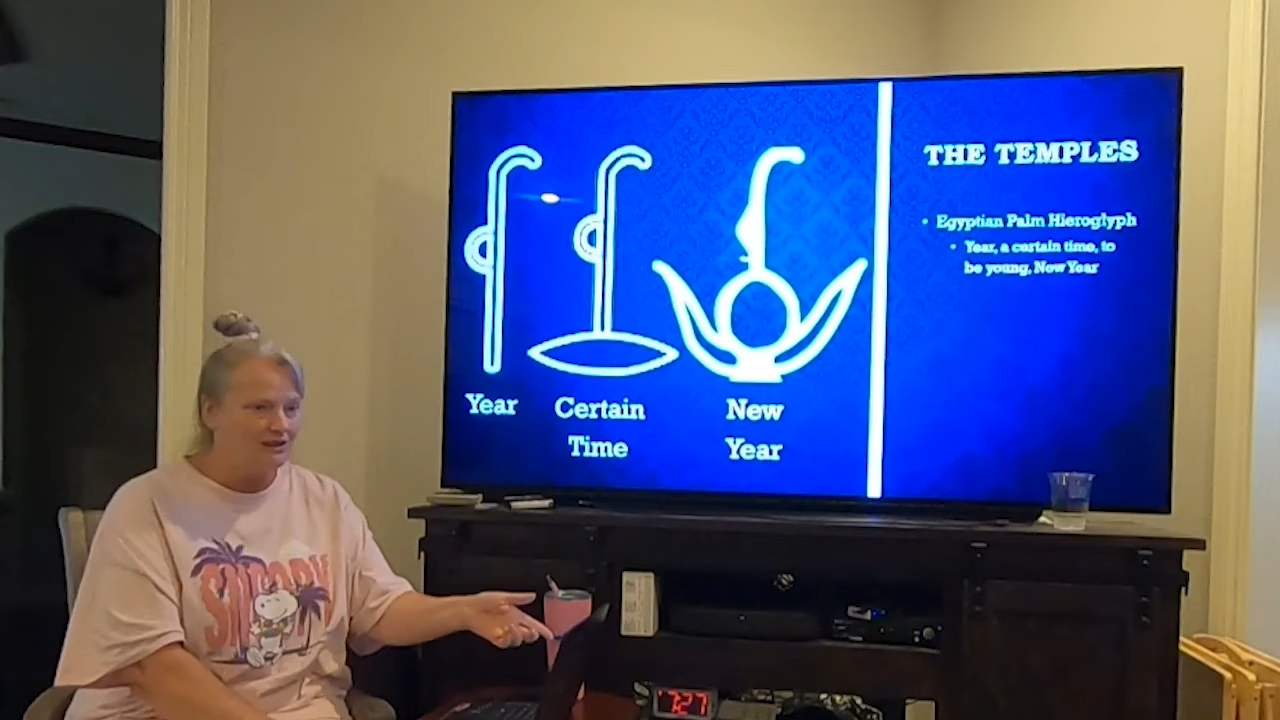 THE TEMPLES
• Egyptian Palm Hieroglyph
• Year, a certain time, to
be young, New Year
Year
Certain
Time
New
Year
SNOOPY
7:27